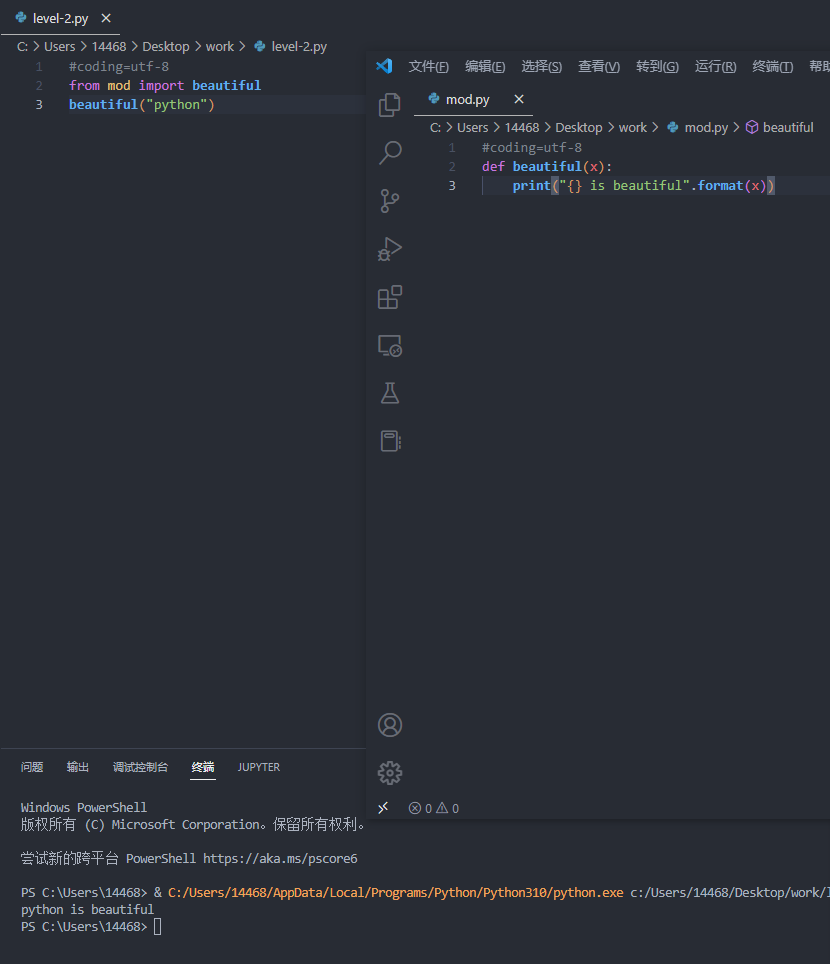 level-2.py
C: > Users > 14468 > Desktop > work > level-2.py
1 #coding=utf-8
2 from mod import beautiful
3 beautiful("python")
文件(F) 编辑(E) 选择(S) 查看(V) 转到(G) 运行(R) 终端(T) 帮助
mod.py
C: > Users > 14468 > Desktop > work > mod.py > beautiful
1 #coding=utf-8
2 def beautiful(x):
3 print("{} is beautiful".format(x))
0 0
问题 输出 调试控制台 终端 JUPYTER
Windows PowerShell
版权所有 (C) Microsoft Corporation。保留所有权利。
尝试新的跨平台 PowerShell https://aka.ms/pscore6
PS C:\Users\14468> & C:/Users/14468/AppData/Local/Programs/Python/Python310/python.exe c:/Users/14468/Desktop/work/
python is beautiful
PS C:\Users\14468>